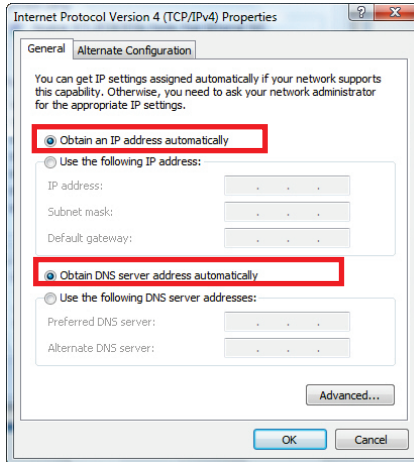 Internet Protocol Version 4 (TCP/IPv4) Properties
General
Alternate Configuration
You can get IP settings assigned automatically if your network supports
this capability. Otherwise, you need to ask your network administrator
for the appropriate IP settings.
Obtain an IP address automatically
Use the following IP address:
IP address:
Subnet mask:
Default gateway:
Obtain DNS server address automatically
Use the following DNS server addresses:
Preferred DNS server:
Alternate DNS server:
Advanced...
OK
Cancel